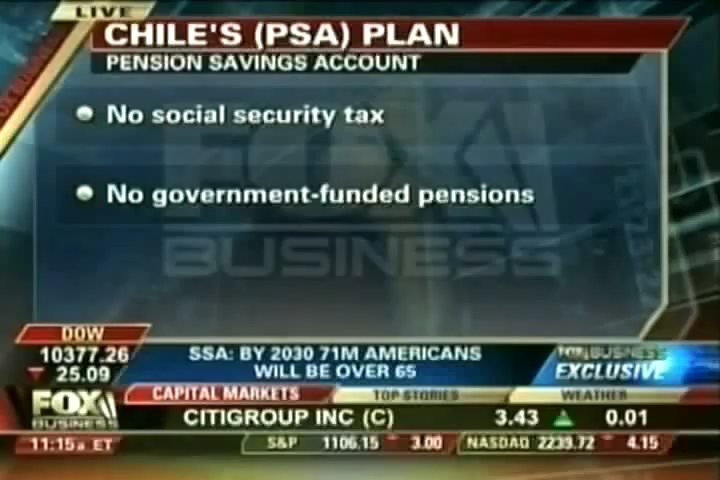 LIVE
CHILE'S (PSA) PLAN
PENSION SAVINGS ACCOUNT
No social security tax
No government-funded pensions
FOX
BUSINESS
DOW
10377.26
25.09
SSA: BY 2030 71M AMERICANS
WILL BE OVER 65
FOX BUSINESS
EXCLUSIVE
CAPITAL MARKETS
TOP STORIES
WEATHER
FOX
BUSINESS
CITIGROUP INC (C) 3.43 0.01
11:15a ET
S&P 1106.15 3.00
NASDAQ 2239.72 4.15